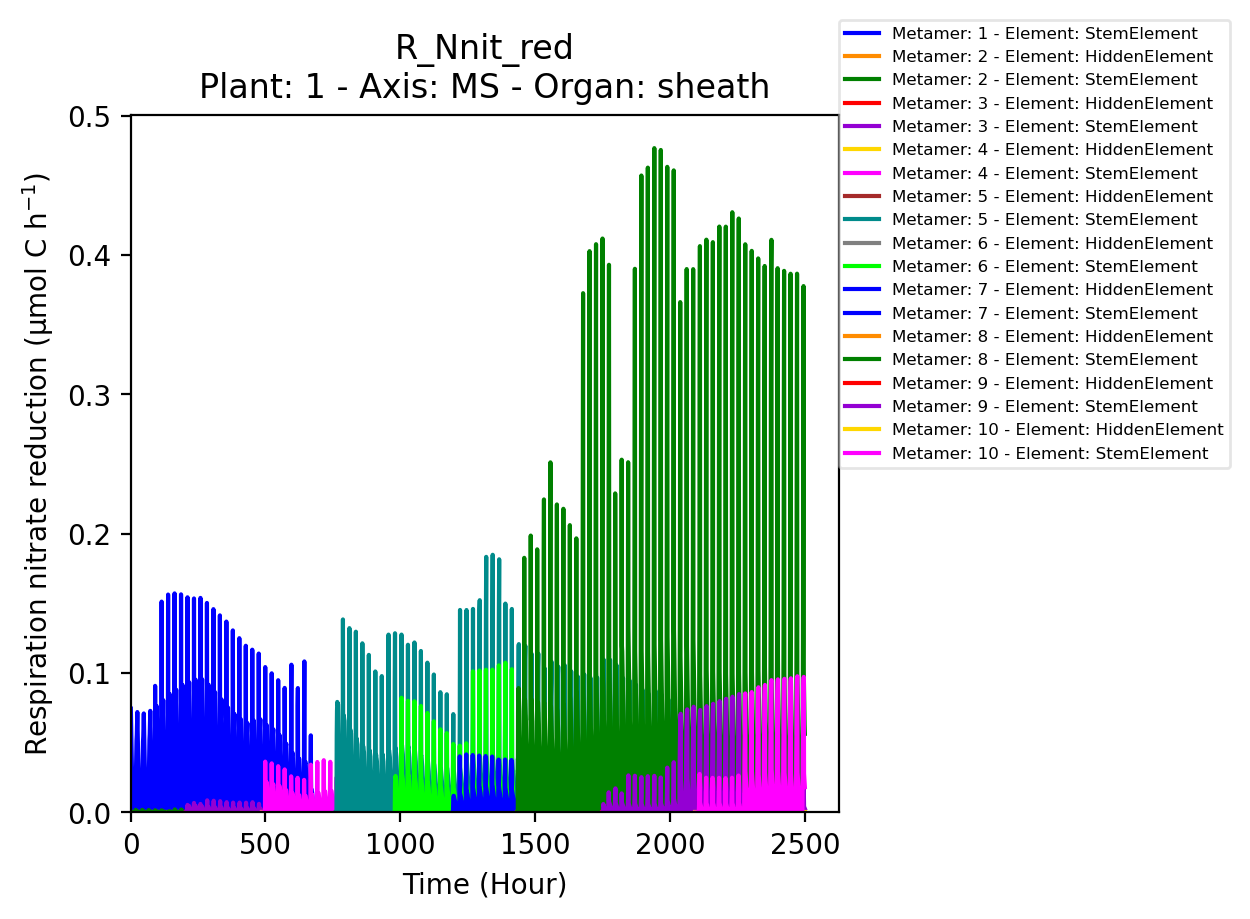 R_Nnit_red
Plant: 1 - Axis: MS - Organ: sheath
Respiration nitrate reduction (µmol C h⁻¹)
0.5
0.4
0.3
0.2
0.1
0.0
0 500 1000 1500 2000 2500
Time (Hour)
Metamer: 1 - Element: StemElement
Metamer: 2 - Element: HiddenElement
Metamer: 2 - Element: StemElement
Metamer: 3 - Element: HiddenElement
Metamer: 3 - Element: StemElement
Metamer: 4 - Element: HiddenElement
Metamer: 4 - Element: StemElement
Metamer: 5 - Element: HiddenElement
Metamer: 5 - Element: StemElement
Metamer: 6 - Element: HiddenElement
Metamer: 6 - Element: StemElement
Metamer: 7 - Element: HiddenElement
Metamer: 7 - Element: StemElement
Metamer: 8 - Element: HiddenElement
Metamer: 8 - Element: StemElement
Metamer: 9 - Element: HiddenElement
Metamer: 9 - Element: StemElement
Metamer: 10 - Element: HiddenElement
Metamer: 10 - Element: StemElement